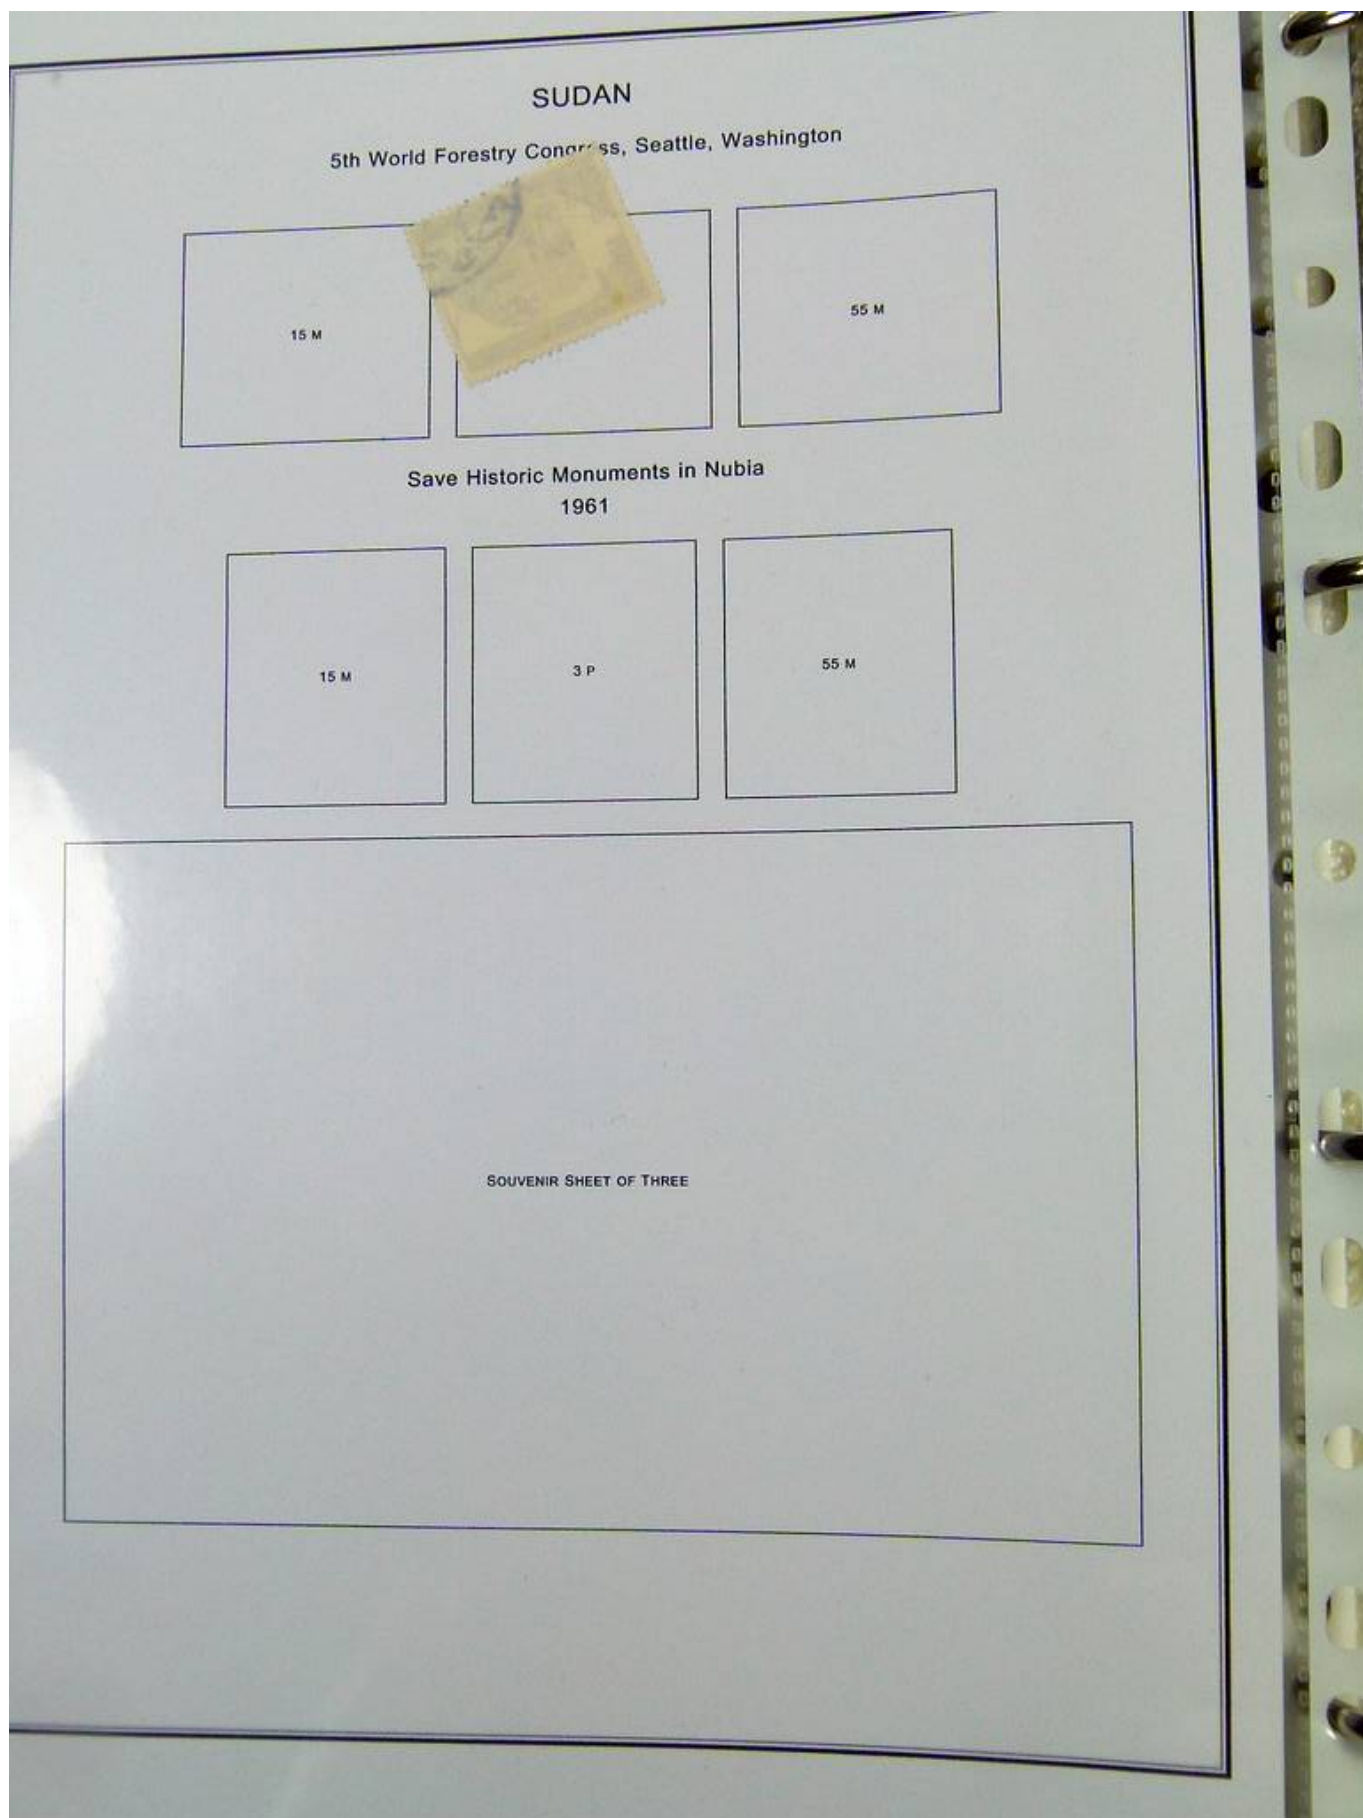 SUDAN
5th World Forestry Congress, Seattle, Washington
15 M
55 M
Save Historic Monuments in Nubia
1961
15 M
3 P
55 M
SOUVENIR SHEET OF THREE